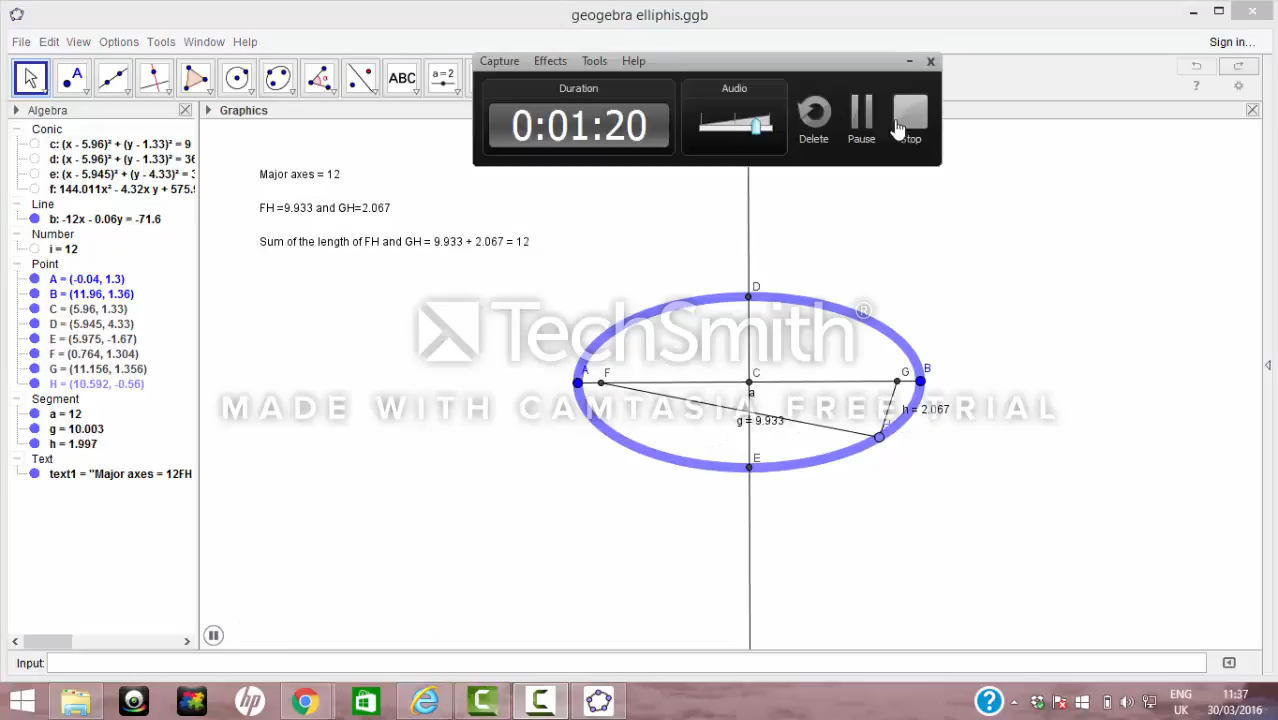 geogebra elliphis.ggb
File Edit View Options Tools Window Help
Sign in...
Capture Effects Tools Help
Duration
0:01:20
Audio
Delete Pause Stop
ABC
a=2
Algebra
Graphics
Conic
c: (x - 5.96)² + (y - 1.33)² = 9
d: (x - 5.96)² + (y - 1.33)² = 36
e: (x - 5.945)² + (y - 4.33)² =
f: 144.011x² - 4.32x y + 575.
Line
b: -12x - 0.06y = -71.6
Number
i = 12
Point
A = (-0.04, 1.3)
B = (11.96, 1.36)
C = (5.96, 1.33)
D = (5.945, 4.33)
E = (5.975, -1.67)
F = (0.764, 1.304)
G = (11.156, 1.356)
H = (10.592, -0.56)
Segment
a = 12
g = 10.003
h = 1.997
Text
text1 = "Major axes = 12FH
Major axes = 12
FH =9.933 and GH=2.067
Sum of the length of FH and GH = 9.933 + 2.067 = 12
D
TechSmith®
A F C G B
a
MADE WITH CAMTASIA FREE TRIAL
h = 2.067
g = 9.933
E
Input:
hp
ENG
UK
11:37
30/03/2016